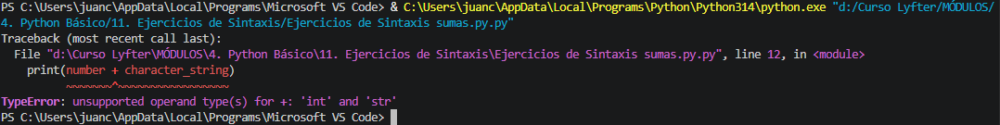 PS C:\Users\juanc\AppData\Local\Programs\Microsoft VS Code> & C:\Users\juanc\AppData\Local\Programs\Python\Python314\python.exe "d:/Curso Lyfter/MÓDULOS/
4. Python Básico/11. Ejercicios de Sintaxis/Ejercicios de Sintaxis sumas.py.py"
Traceback (most recent call last):
  File "d:\Curso Lyfter\MÓDULOS\4. Python Básico\11. Ejercicios de Sintaxis\Ejercicios de Sintaxis sumas.py.py", line 12, in <module>
    print(number + character_string)
          ~~~~~~~^~~~~~~~~~~~~~~~~~
TypeError: unsupported operand type(s) for +: 'int' and 'str'
PS C:\Users\juanc\AppData\Local\Programs\Microsoft VS Code>